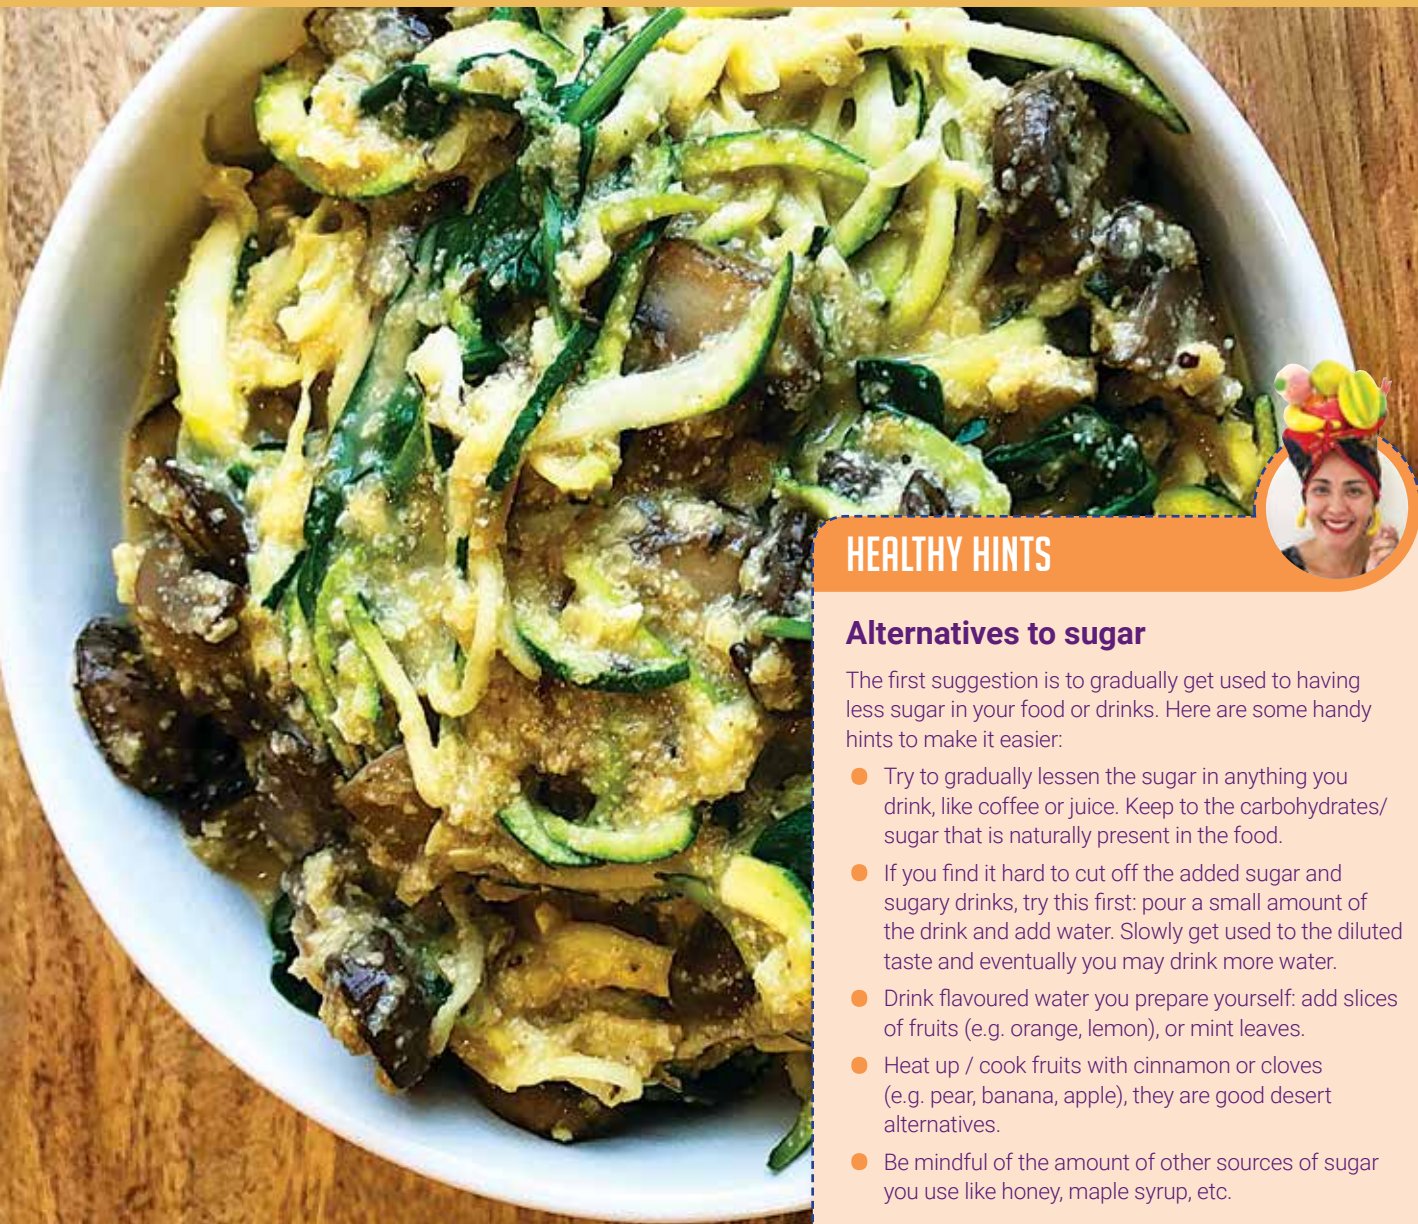 HEALTHY HINTS
Alternatives to sugar
The first suggestion is to gradually get used to having
less sugar in your food or drinks. Here are some handy
hints to make it easier:
Try to gradually lessen the sugar in anything you
drink, like coffee or juice. Keep to the carbohydrates/
sugar that is naturally present in the food.
If you find it hard to cut off the added sugar and
sugary drinks, try this first: pour a small amount of
the drink and add water. Slowly get used to the diluted
taste and eventually you may drink more water.
Drink flavoured water you prepare yourself: add slices
of fruits (e.g. orange, lemon), or mint leaves.
Heat up / cook fruits with cinnamon or cloves
(e.g. pear, banana, apple), they are good desert
alternatives.
Be mindful of the amount of other sources of sugar
you use like honey, maple syrup, etc.